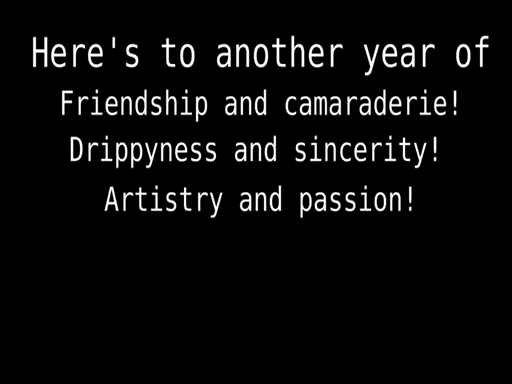 Here's to another year of
Friendship and camaraderie!
Drippyness and sincerity!
Artistry and passion!